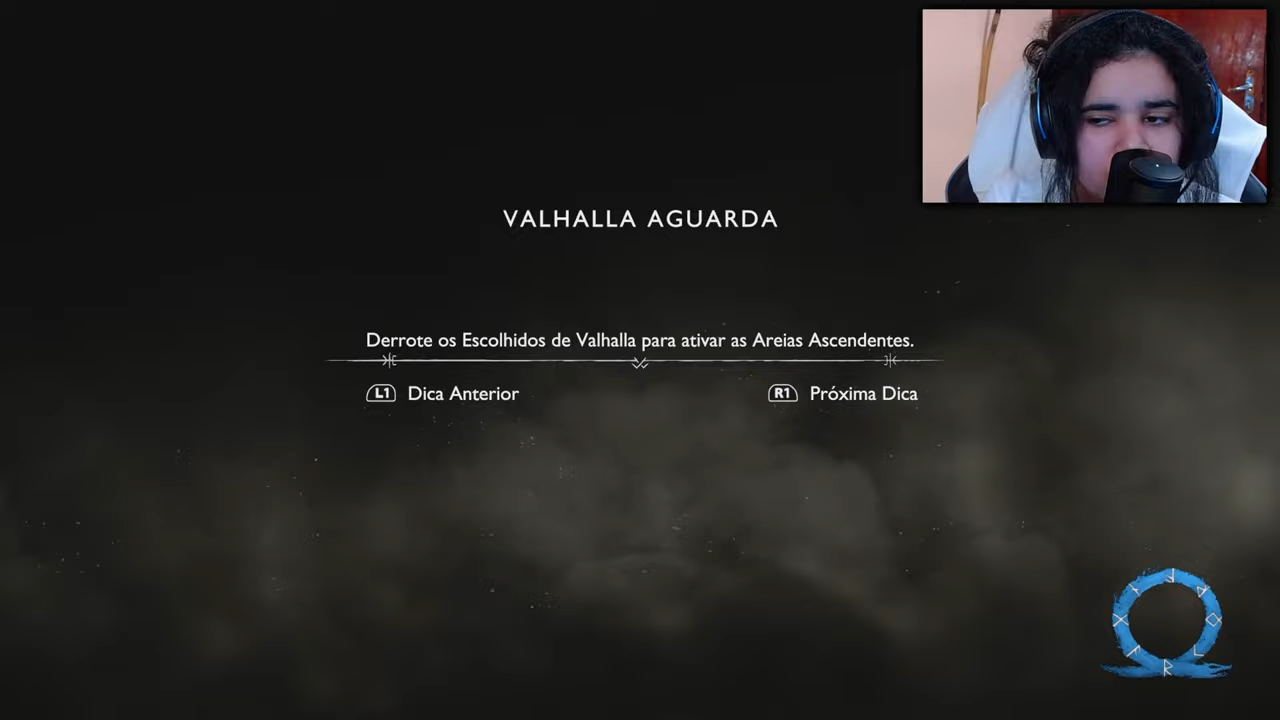 VALHALLA AGUARDA
Derrote os Escolhidos de Valhalla para ativar as Areias Ascendentes.
L1 Dica Anterior
R1 Próxima Dica